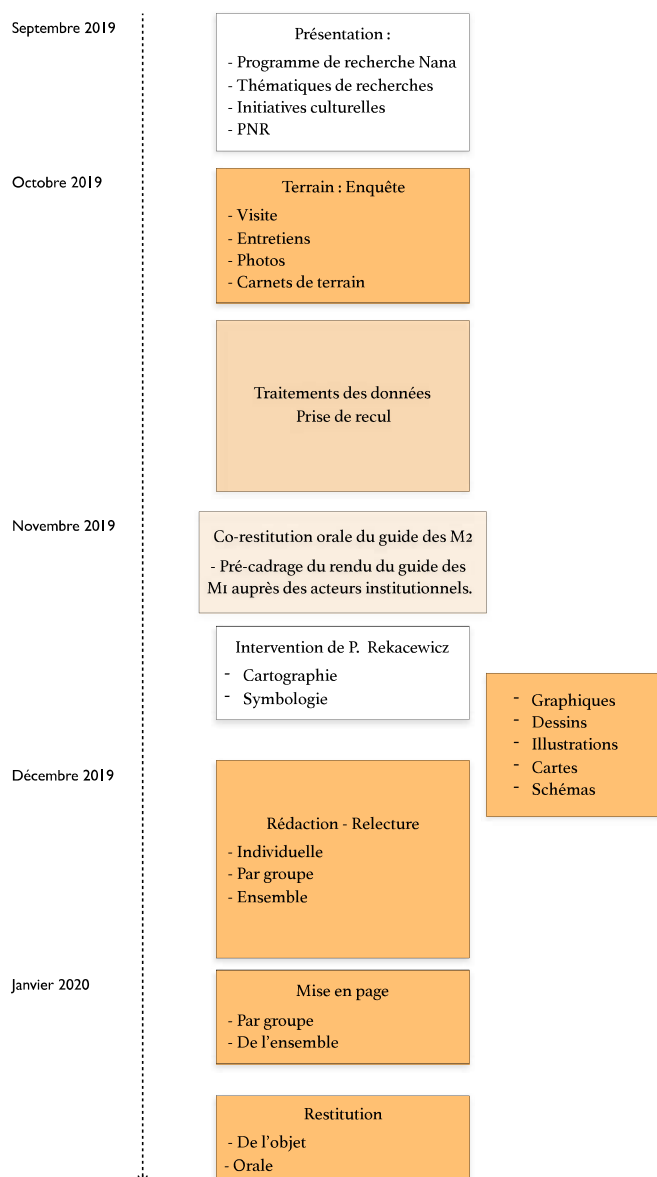 Septembre 2019
Présentation :
- Programme de recherche Nana
- Thématiques de recherches
- Initiatives culturelles
- PNR
Octobre 2019
Terrain : Enquête
- Visite
- Entretiens
- Photos
- Carnets de terrain
Traitements des données
Prise de recul
Novembre 2019
Co-restitution orale du guide des M2
- Pré-cadrage du rendu du guide des
M1 auprès des acteurs institutionnels.
Intervention de P. Rekacewicz
- Cartographie
- Symbologie
- Graphiques
- Dessins
- Illustrations
- Cartes
- Schémas
Décembre 2019
Rédaction - Relecture
- Individuelle
- Par groupe
- Ensemble
Janvier 2020
Mise en page
- Par groupe
- De l'ensemble
Restitution
- De l'objet
- Orale